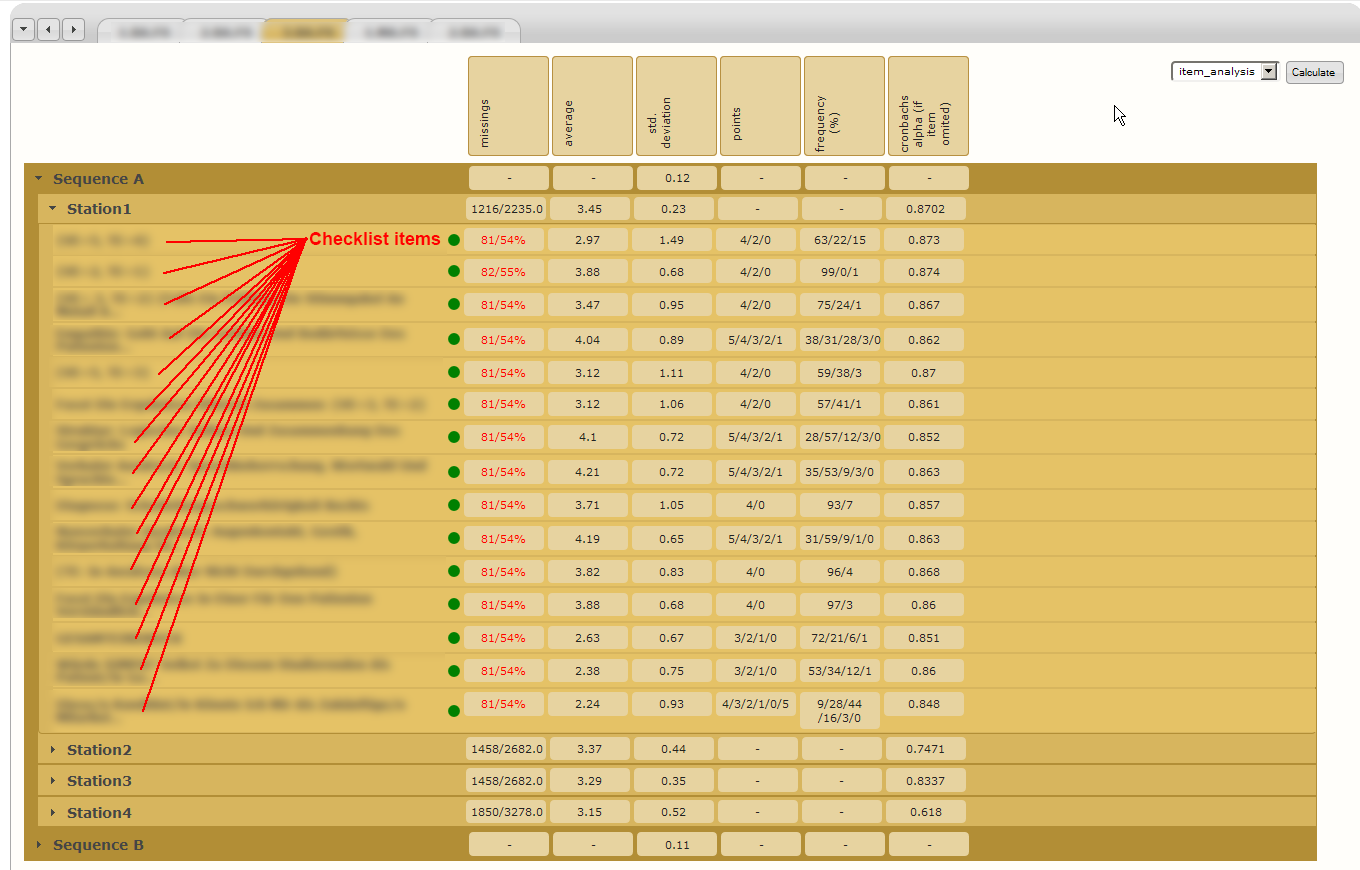 item_analysis Calculate
missings average std. deviation points frequency (%) cronbachs alpha (if item omited)
Sequence A - - 0.12 - - -
Station1 1216/2235.0 3.45 0.23 - - 0.8702
Checklist items 81/54% 2.97 1.49 4/2/0 63/22/15 0.873
82/55% 3.88 0.68 4/2/0 99/0/1 0.874
81/54% 3.47 0.95 4/2/0 75/24/1 0.867
81/54% 4.04 0.89 5/4/3/2/1 38/31/28/3/0 0.862
81/54% 3.12 1.11 4/2/0 59/38/3 0.87
81/54% 3.12 1.06 4/2/0 57/41/1 0.861
81/54% 4.1 0.72 5/4/3/2/1 28/57/12/3/0 0.852
81/54% 4.21 0.72 5/4/3/2/1 35/53/9/3/0 0.863
81/54% 3.71 1.05 4/0 93/7 0.857
81/54% 4.19 0.65 5/4/3/2/1 31/59/9/1/0 0.863
81/54% 3.82 0.83 4/0 96/4 0.868
81/54% 3.88 0.68 4/0 97/3 0.86
81/54% 2.63 0.67 3/2/1/0 72/21/6/1 0.851
81/54% 2.38 0.75 3/2/1/0 53/34/12/1 0.86
81/54% 2.24 0.93 4/3/2/1/0/5 9/28/44 /16/3/0 0.848
Station2 1458/2682.0 3.37 0.44 - - 0.7471
Station3 1458/2682.0 3.29 0.35 - - 0.8337
Station4 1850/3278.0 3.15 0.52 - - 0.618
Sequence B - - 0.11 - - -